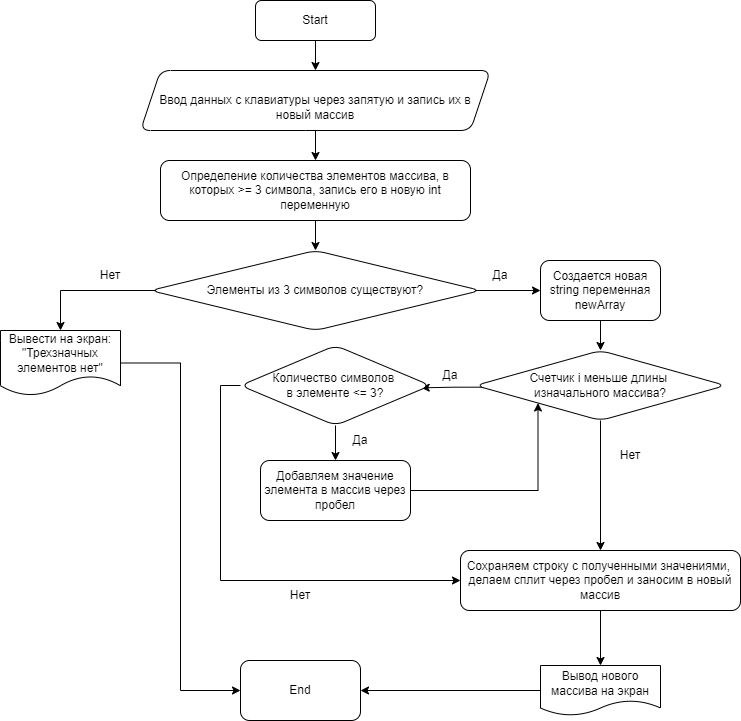 Start
Ввод данных с клавиатуры через запятую и запись их в
новый массив
Определение количества элементов массива, в
которых >= 3 символа, запись его в новую int
переменную
Нет
Элементы из 3 символов существуют?
Да
Создается новая
string переменная
newArray
Вывести на экран:
"Трехзначных
элементов нет"
Количество символов
в элементе <= 3?
Да
Счетчик i меньше длины
изначального массива?
Да
Нет
Добавляем значение
элемента в массив через
пробел
Сохраняем строку с полученными значениями,
делаем сплит через пробел и заносим в новый
массив
Нет
End
Вывод нового
массива на экран